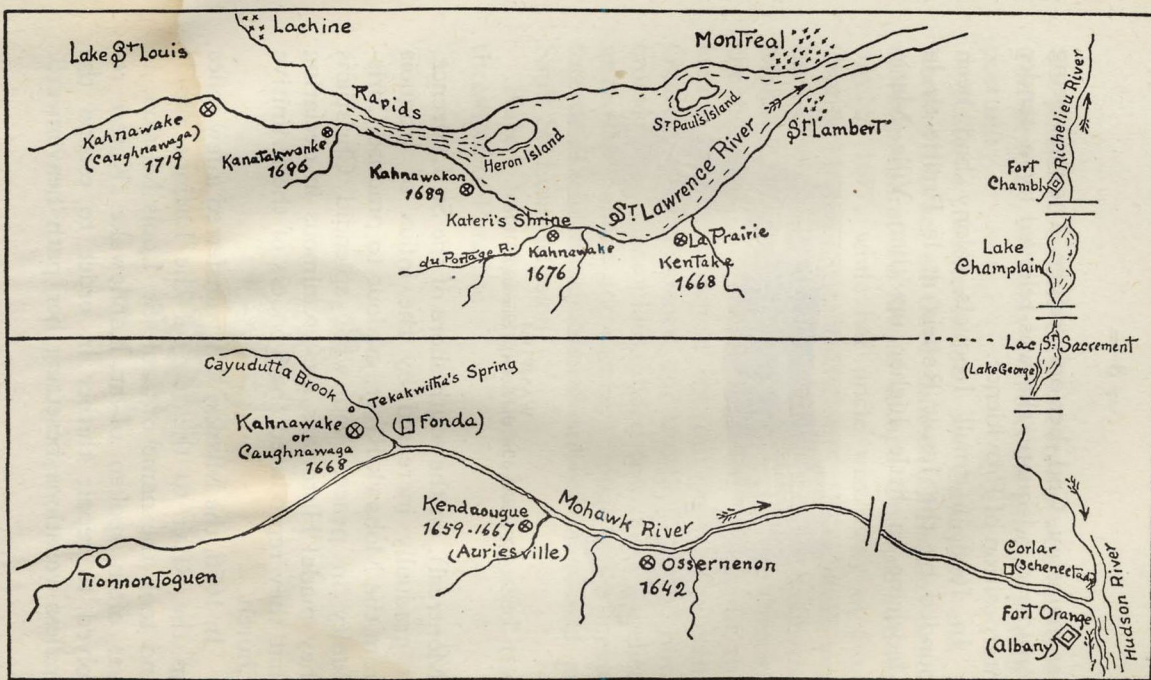 Lachine
Lake St Louis
Montreal
Rapids
St. Paul's Island
Kahnawake
(Caughnawaga)
1719
Kanatakwenke
1696
Heron Island
St Lambert
Kahnawakon
1689
St Lawrence River
Kateri's Shrine
du Portage R.
Kahnawake
1676
La Prairie
Kentake
1668
Richelieu River
Fort
Chambly
Lake
Champlain
Lac St Sacrement
(Lake George)
Cayudutta Brook
Tekakwitha's Spring
Kahnawake
or
Caughnawaga
1668
(Fonda)
Kendaougue
1659-1667
(Auriesville)
Mohawk River
Tionnontoguen
Ossernenon
1642
Corlar
(Schenectady)
Fort Orange
(Albany)
Hudson River